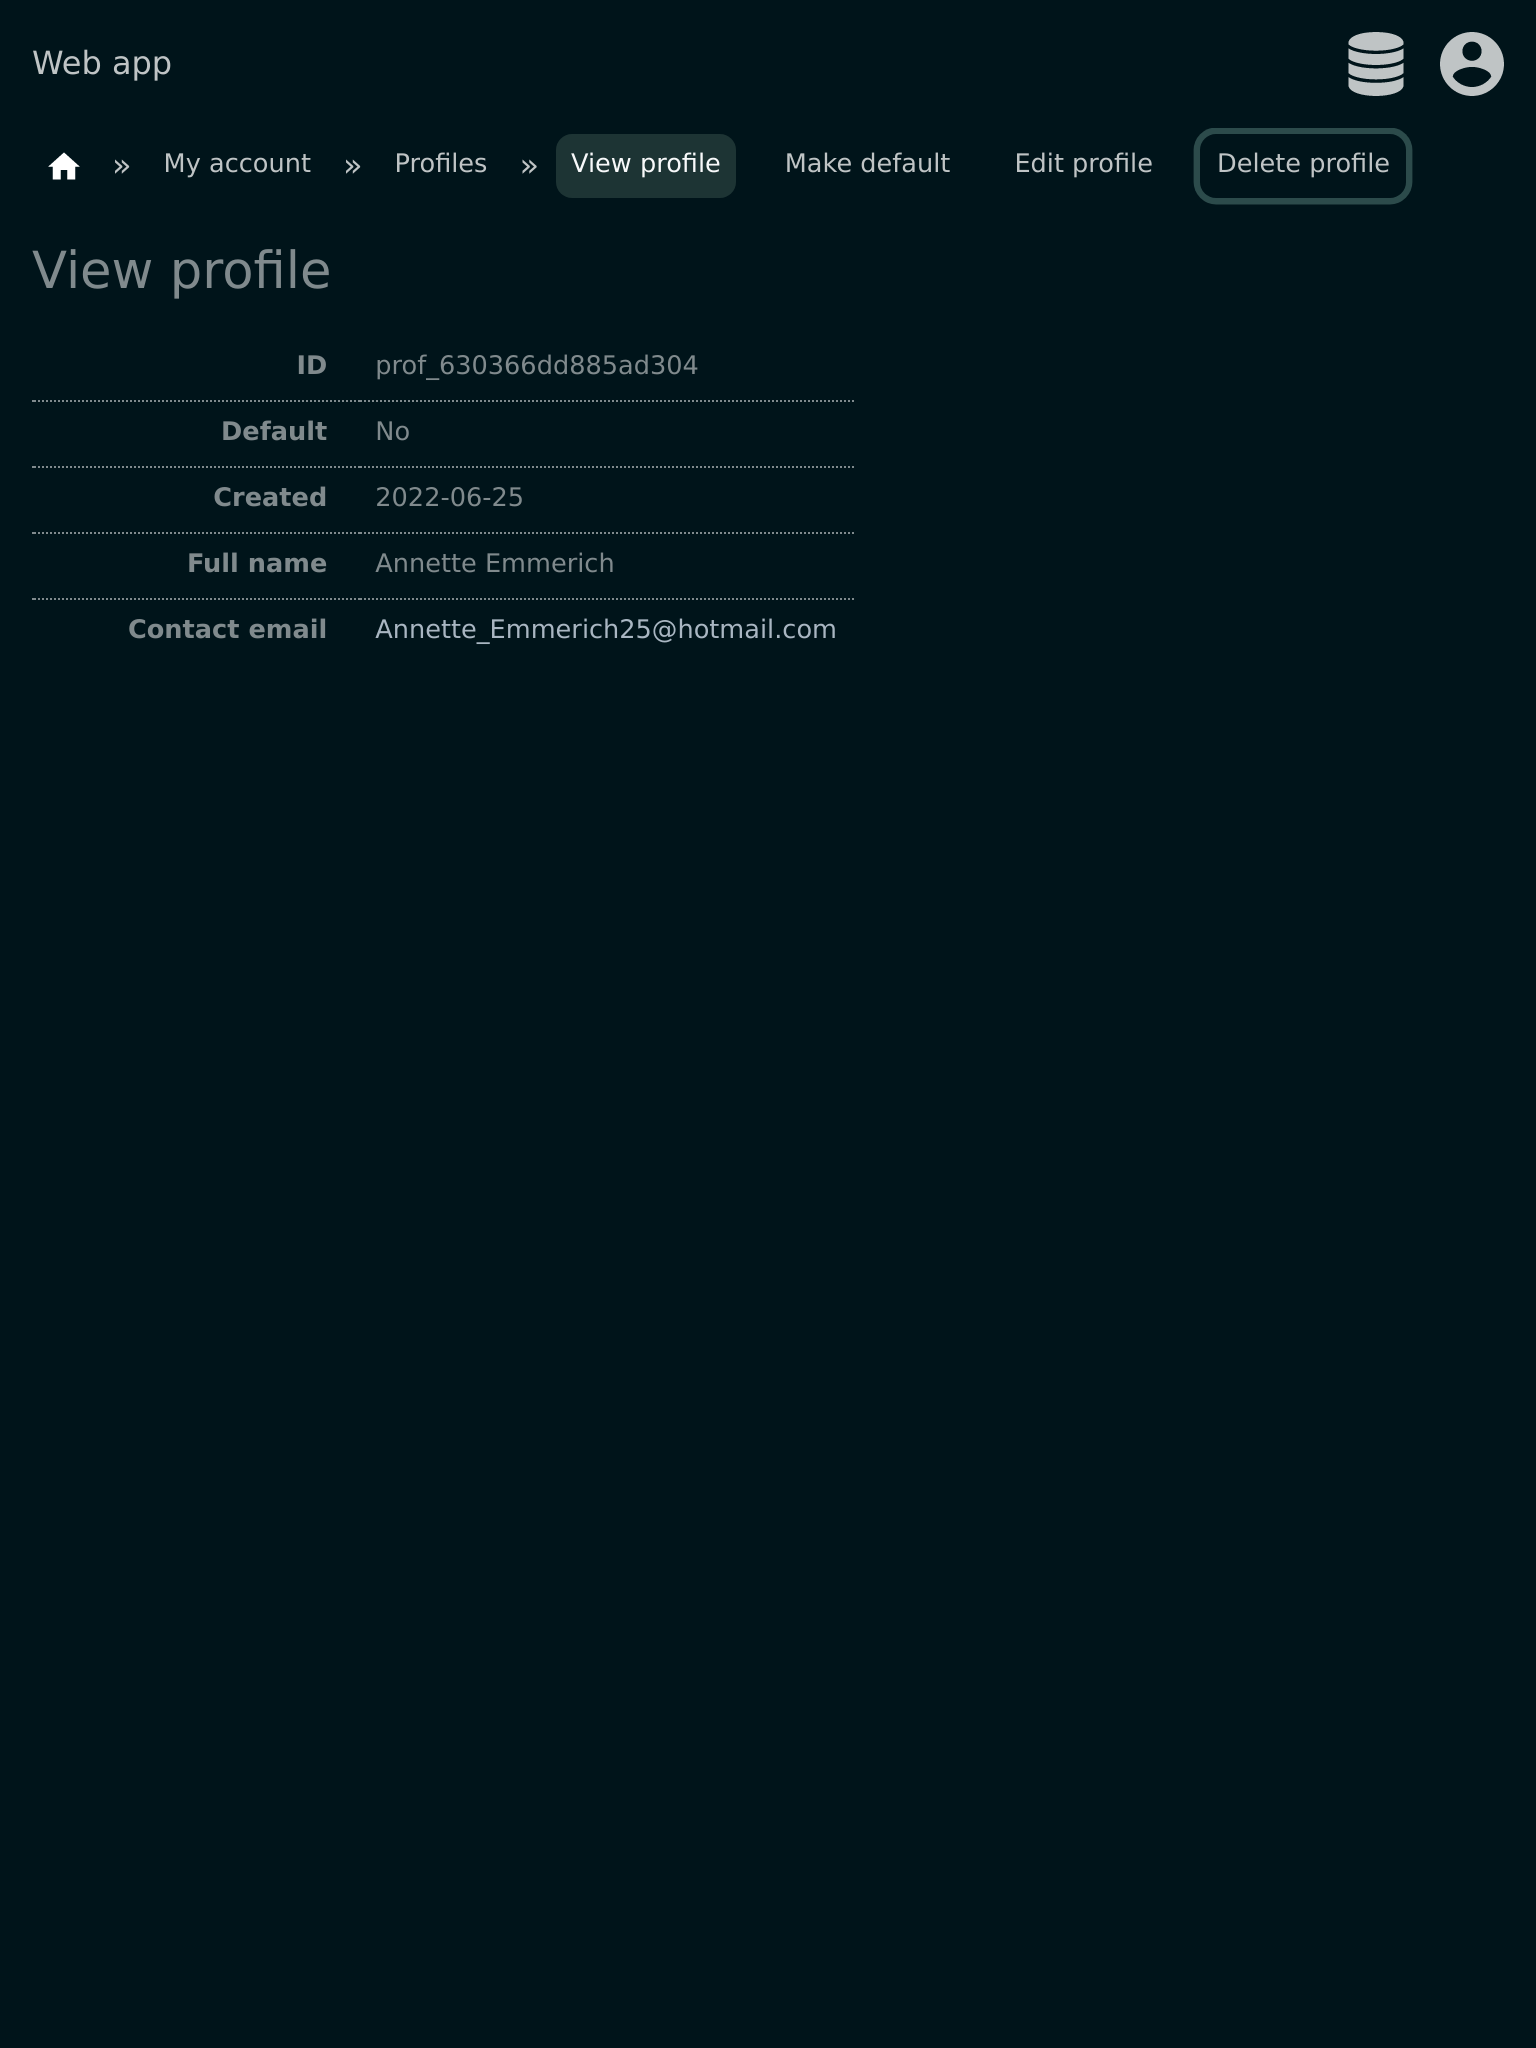 Web app
» My account » Profiles » View profile Make default Edit profile Delete profile
View profile
ID prof_630366dd885ad304
Default No
Created 2022-06-25
Full name Annette Emmerich
Contact email Annette_Emmerich25@hotmail.com